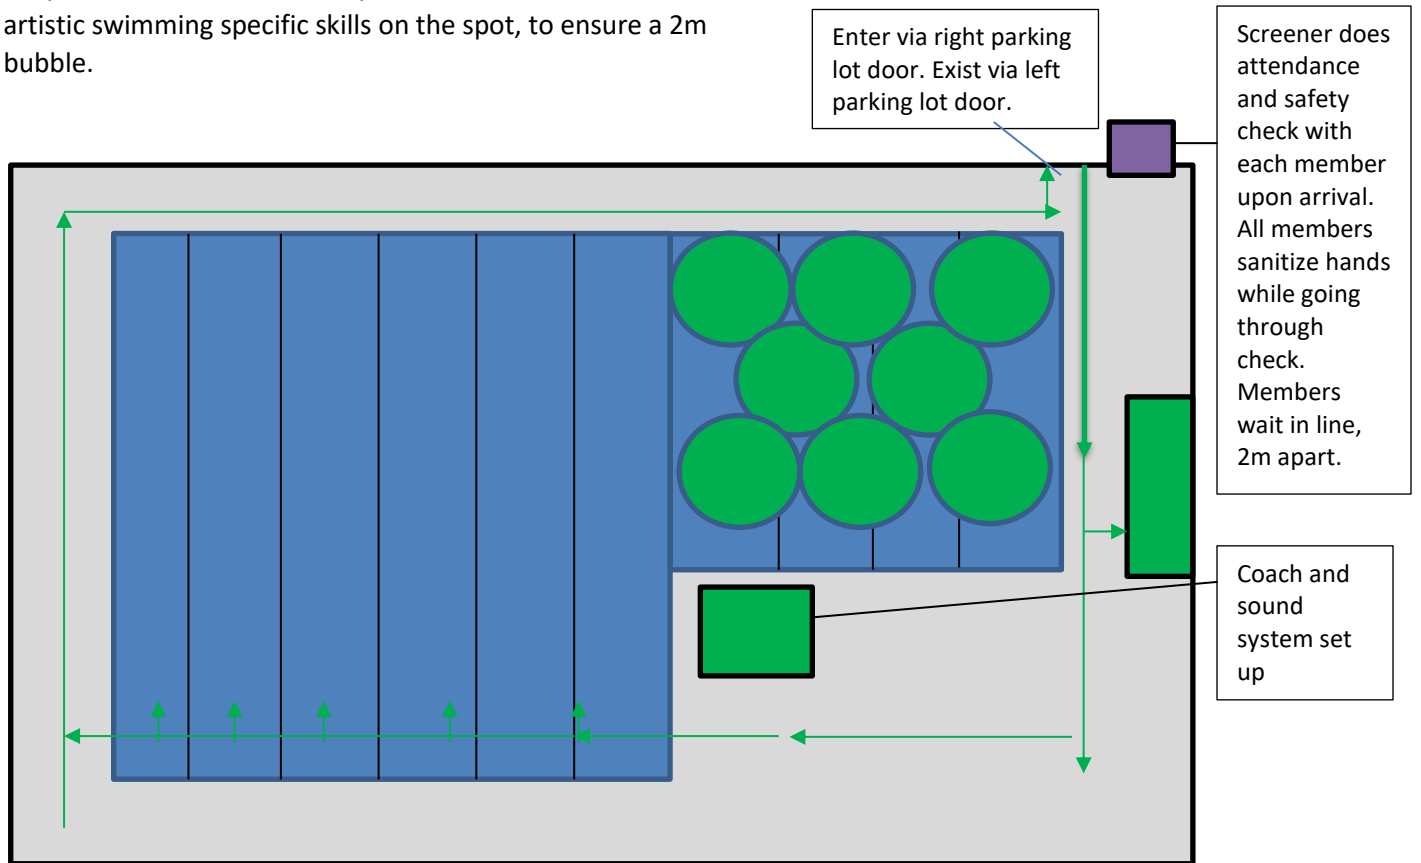 artistic swimming specific skills on the spot, to ensure a 2m
bubble.
Enter via right parking
lot door. Exist via left
parking lot door.
Screener does
attendance
and safety
check with
each member
upon arrival.
All members
sanitize hands
while going
through
check.
Members
wait in line,
2m apart.
Coach and
sound
system set
up